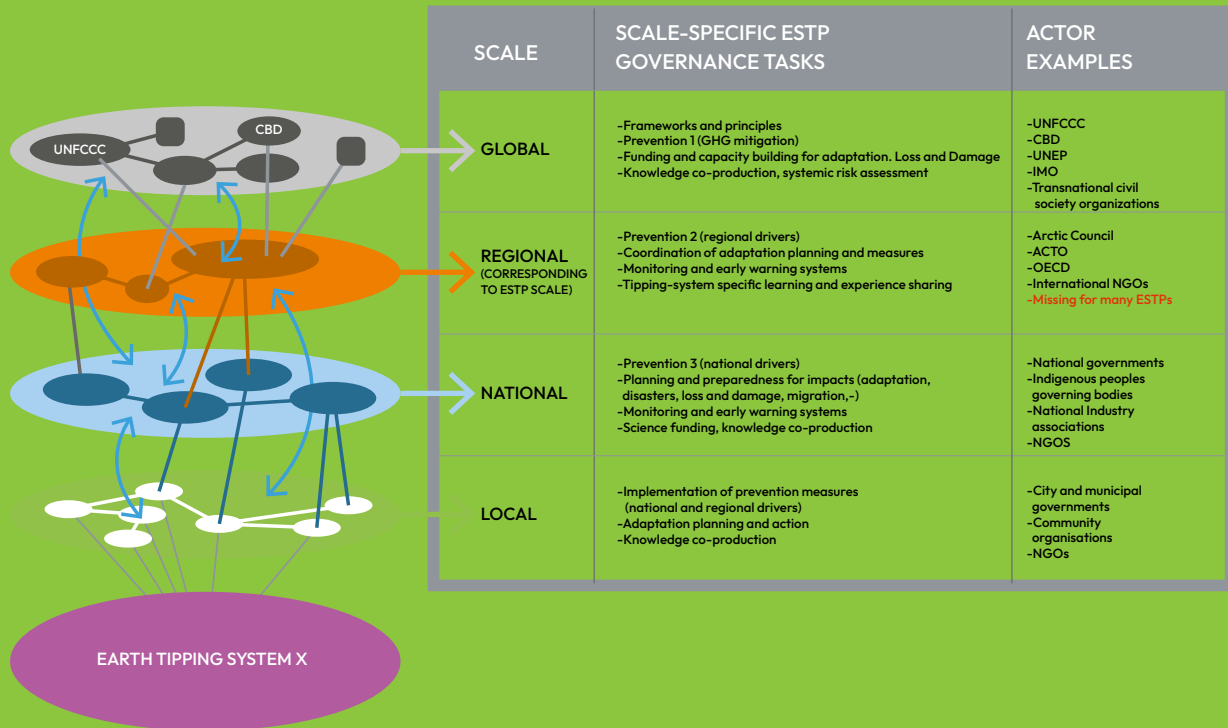 SCALE
SCALE-SPECIFIC ESTP
GOVERNANCE TASKS
ACTOR
EXAMPLES
UNFCCC
CBD
GLOBAL
-Frameworks and principles
-Prevention 1 (GHG mitigation)
-Funding and capacity building for adaptation. Loss and Damage
-Knowledge co-production, systemic risk assessment
-UNFCCC
-CBD
-UNEP
-IMO
-Transnational civil
society organizations
REGIONAL
(CORRESPONDING
TO ESTP SCALE)
-Prevention 2 (regional drivers)
-Coordination of adaptation planning and measures
-Monitoring and early warning systems
-Tipping-system specific learning and experience sharing
-Arctic Council
-ACTO
-OECD
-International NGOs
-Missing for many ESTPs
NATIONAL
-Prevention 3 (national drivers)
-Planning and preparedness for impacts (adaptation,
disasters, loss and damage, migration,-)
-Monitoring and early warning systems
-Science funding, knowledge co-production
-National governments
-Indigenous peoples
governing bodies
-National Industry
associations
-NGOS
LOCAL
-Implementation of prevention measures
(national and regional drivers)
-Adaptation planning and action
-Knowledge co-production
-City and municipal
governments
-Community
organisations
-NGOs
EARTH TIPPING SYSTEM X